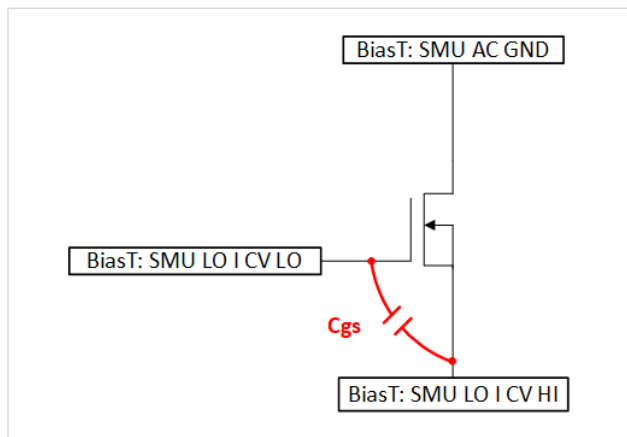 BiasT: SMU AC GND
BiasT: SMU LO I CV LO
Cgs
BiasT: SMU LO I CV HI